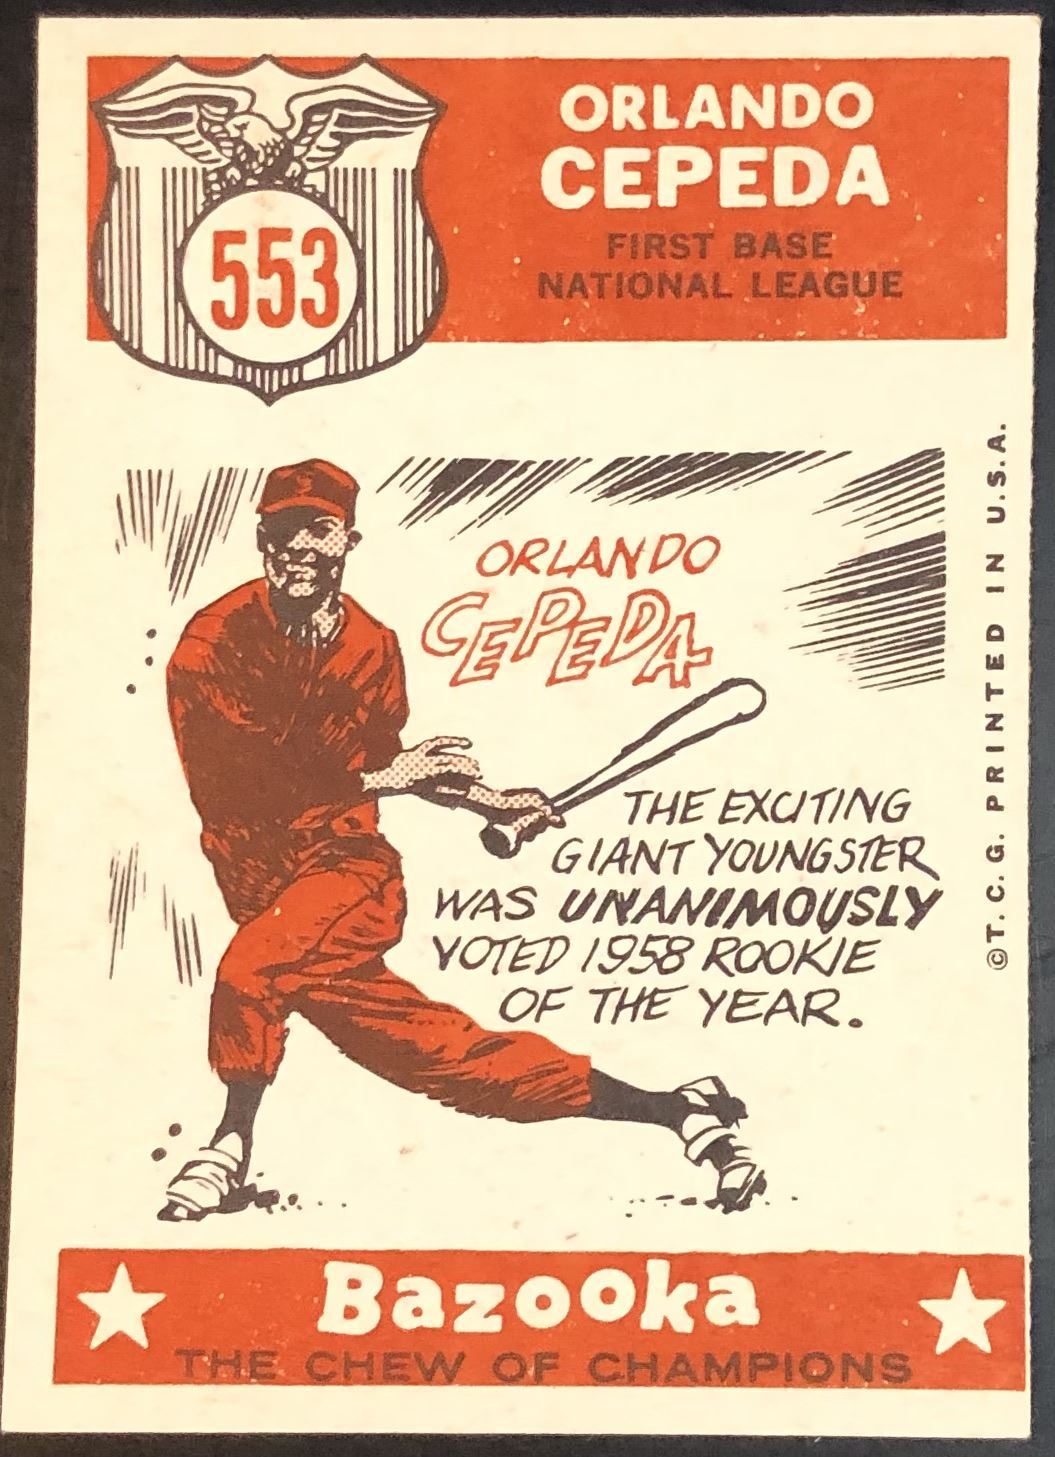 553
ORLANDO
CEPEDA
FIRST BASE
NATIONAL LEAGUE
ORLANDO
CEPEDA
THE EXCITING
GIANT YOUNGSTER
WAS UNANIMOUSLY
VOTED 1958 ROOKIE
OF THE YEAR.
©T. C. G. PRINTED IN U.S.A.
Bazooka
THE CHEW OF CHAMPIONS